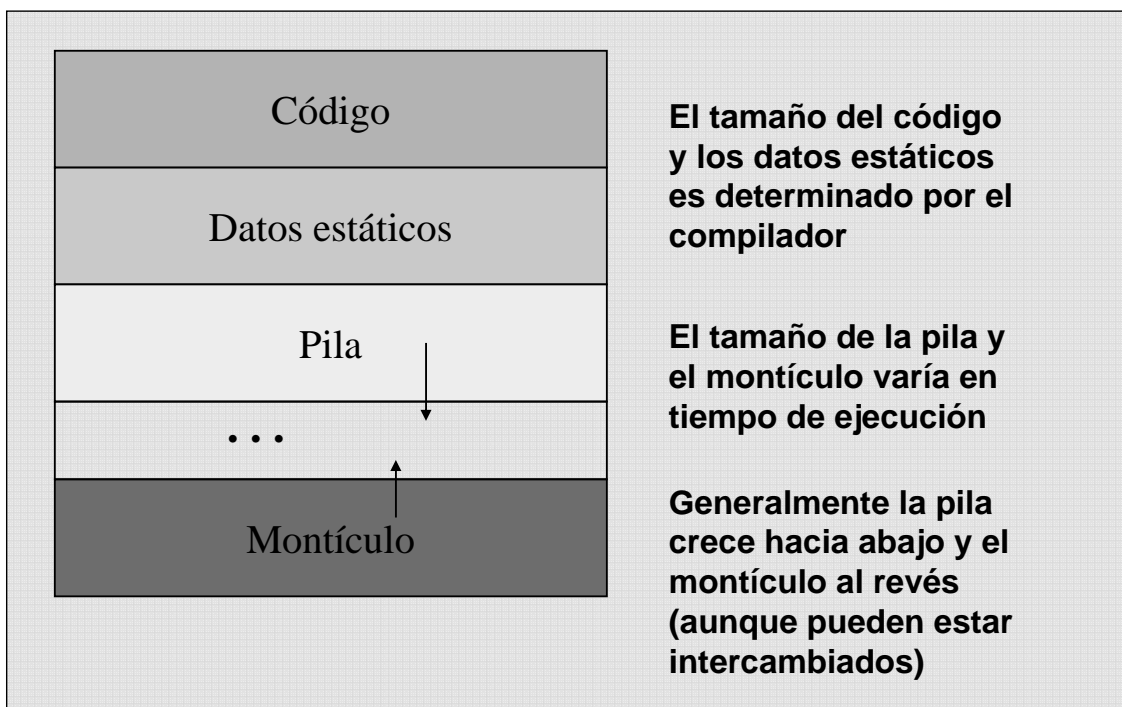 Código
Datos estáticos
Pila
...
Montículo
El tamaño del código
y los datos estáticos
es determinado por el
compilador
El tamaño de la pila y
el montículo varía en
tiempo de ejecución
Generalmente la pila
crece hacia abajo y el
montículo al revés
(aunque pueden estar
intercambiados)